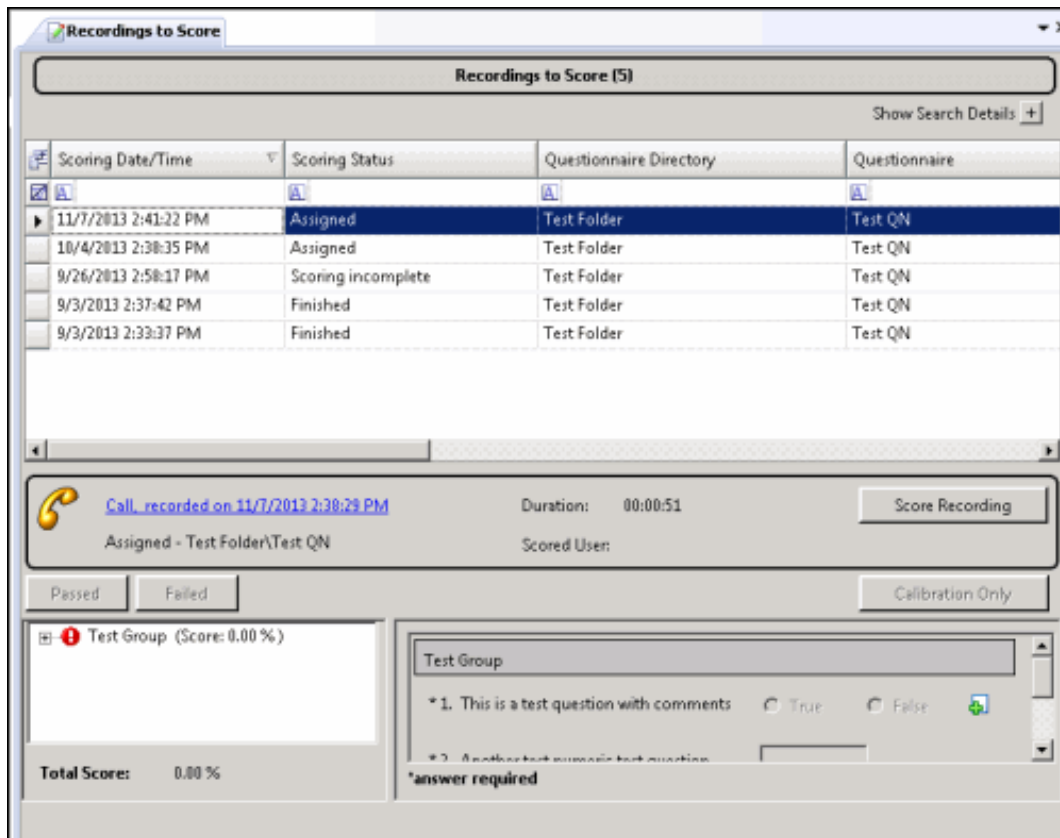 Recordings to Score
Recordings to Score (5)
Show Search Details +
Scoring Date/Time Scoring Status Questionnaire Directory Questionnaire
A A A A
11/7/2013 2:41:22 PM Assigned Test Folder Test QN
10/4/2013 2:38:35 PM Assigned Test Folder Test QN
9/26/2013 2:58:17 PM Scoring incomplete Test Folder Test QN
9/3/2013 2:37:42 PM Finished Test Folder Test QN
9/3/2013 2:33:37 PM Finished Test Folder Test QN
Call, recorded on 11/7/2013 2:38:29 PM Duration: 00:00:51 Score Recording
Assigned - Test Folder\Test QN Scored User:
Passed Failed Calibration Only
Test Group (Score: 0.00 %)
Total Score: 0.00 %
Test Group
* 1. This is a test question with comments True False
* 2. Another test numeric test question
*answer required